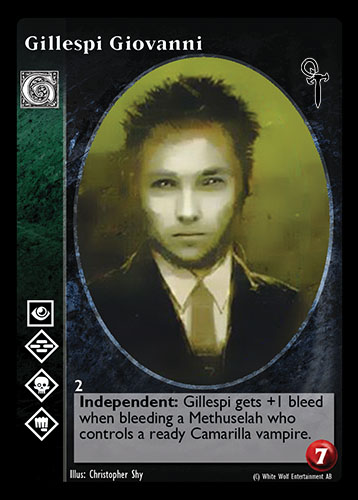 Gillespi Giovanni
2
Independent: Gillespi gets +1 bleed
when bleeding a Methuselah who
controls a ready Camarilla vampire.
7
Illus: Christopher Shy
(C) White Wolf Entertainment AB